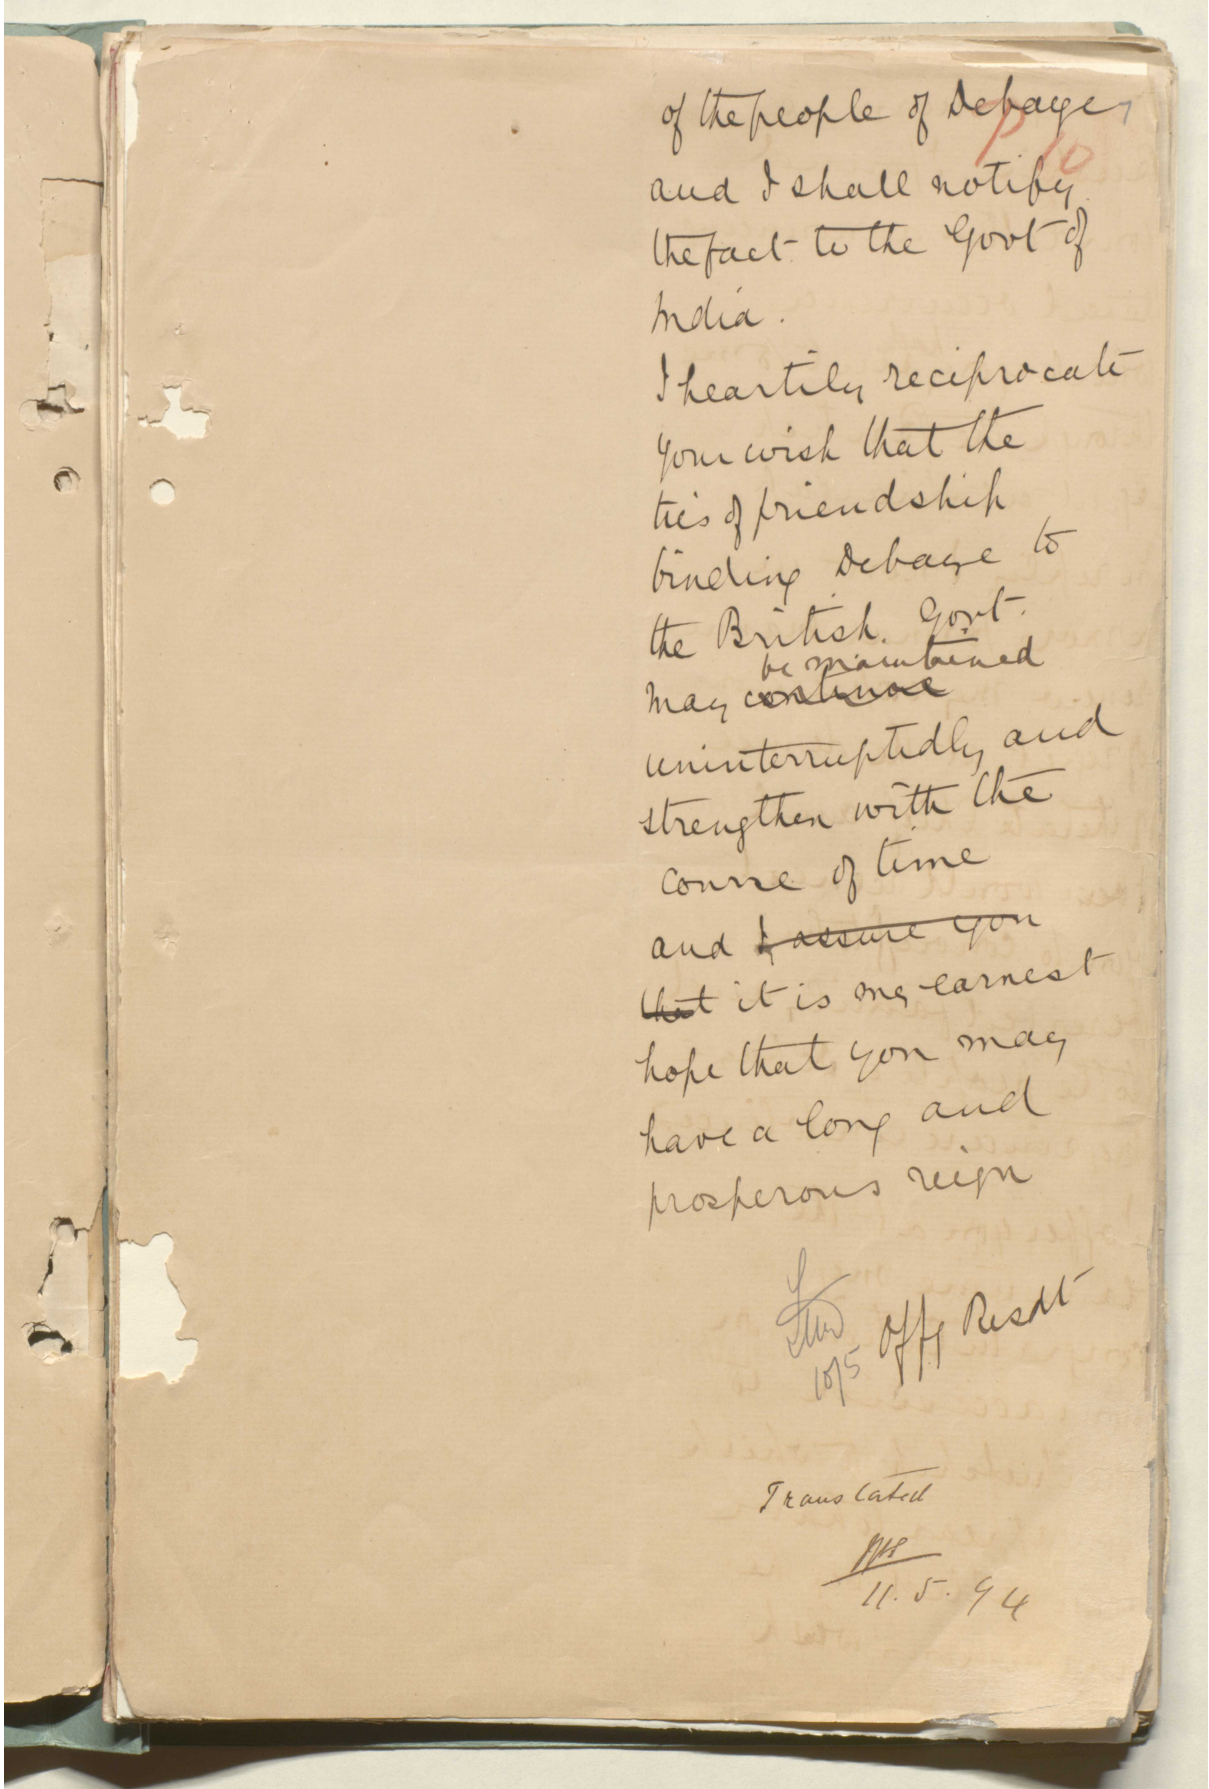 of the people of Debaye,
p 10
and I shall notify
the fact to the Govt of
India.
I heartily reciprocate
your wish that the
ties of friendship
binding Debaye to
the British. Govt.
be maintained
may continue
uninterruptedly and
strengthen with the
course of time
and I assure you
that it is my earnest
hope that you may
have a long and
prosperous reign
10/5 Offg Resdt
Translated
11.5.94